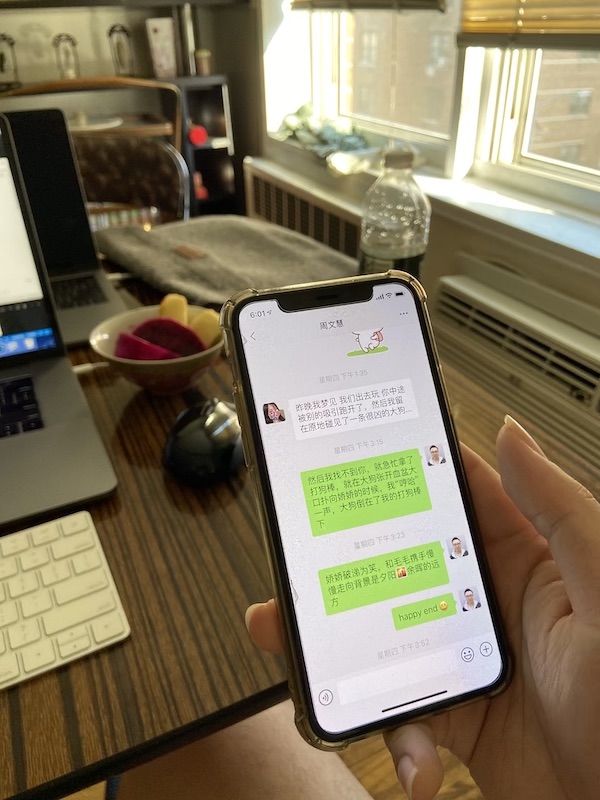 6:01
周文慧
星期四 下午1:25
昨晚我梦见 我们出去玩 你中途
被别的吸引跑开了，然后我留
在原地碰见了一条很凶的大狗...
星期四 下午3:15
然后我找不到你，就急忙拿了
打狗棒，就在大狗张开血盆大
口扑向娇娇的时候，我“哼哈”
一声，大狗倒在了我的打狗棒
下
星期四 下午3:23
娇娇破涕为笑，和毛毛携手慢
慢走向背景是夕阳🌇余晖的远
方
happy end😄
星期四 下午3:52